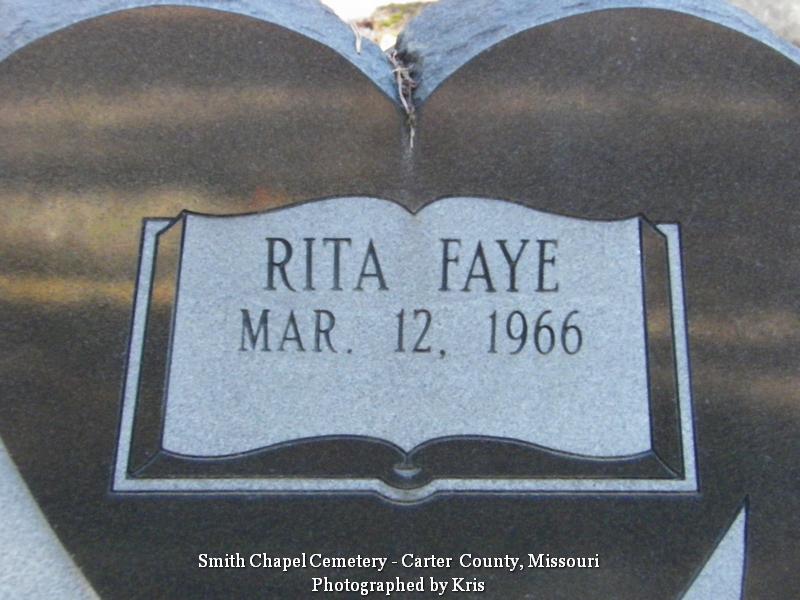 RITA FAYE
MAR. 12, 1966
Smith Chapel Cemetery - Carter County, Missouri
Photographed by Kris